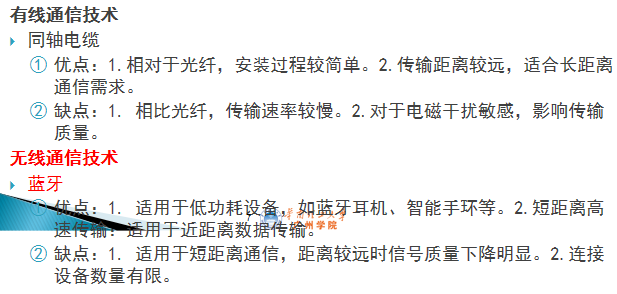 有线通信技术
同轴电缆
① 优点：1.相对于光纤，安装过程较简单。2.传输距离较远，适合长距离
通信需求。
② 缺点：1. 相比光纤，传输速率较慢。2.对于电磁干扰敏感，影响传输
质量。
无线通信技术
蓝牙
① 优点：1. 适用于低功耗设备，如蓝牙耳机、智能手环等。2.短距离高
速传输：适用于近距离数据传输。
广州学院
② 缺点：1. 适用于短距离通信，距离较远时信号质量下降明显。2.连接
设备数量有限。